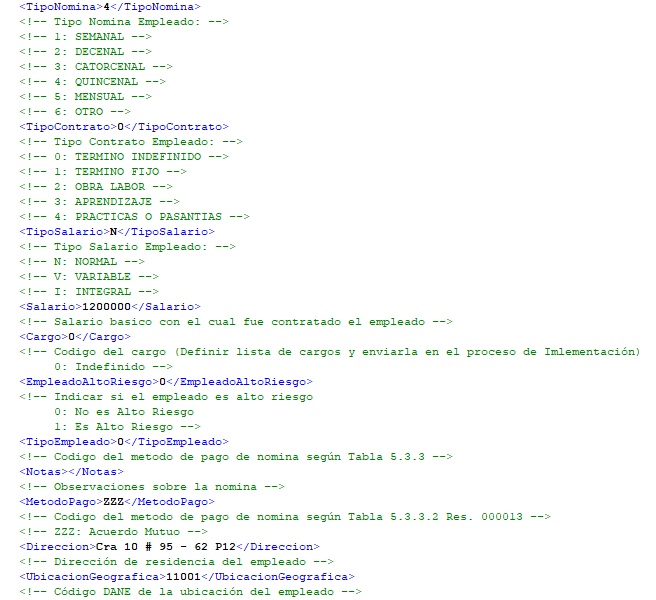 <TipoNomina>4</TipoNomina>
<!-- Tipo Nomina Empleado: -->
<!-- 1: SEMANAL -->
<!-- 2: DECENAL -->
<!-- 3: CATORCENAL -->
<!-- 4: QUINCENAL -->
<!-- 5: MENSUAL -->
<!-- 6: OTRO -->
<TipoContrato>0</TipoContrato>
<!-- Tipo Contrato Empleado: -->
<!-- 0: TERMINO INDEFINIDO -->
<!-- 1: TERMINO FIJO -->
<!-- 2: OBRA LABOR -->
<!-- 3: APRENDIZAJE -->
<!-- 4: PRACTICAS O PASANTIAS -->
<TipoSalario>N</TipoSalario>
<!-- Tipo Salario Empleado: -->
<!-- N: NORMAL -->
<!-- V: VARIABLE -->
<!-- I: INTEGRAL -->
<Salario>1200000</Salario>
<!-- Salario basico con el cual fue contratado el empleado -->
<Cargo>0</Cargo>
<!-- Codigo del cargo (Definir lista de cargos y enviarla en el proceso de Imlementación)
0: Indefinido -->
<EmpleadoAltoRiesgo>0</EmpleadoAltoRiesgo>
<!-- Indicar si el empleado es alto riesgo
0: No es Alto Riesgo
1: Es Alto Riesgo -->
<TipoEmpleado>0</TipoEmpleado>
<!-- Codigo del metodo de pago de nomina según Tabla 5.3.3 -->
<Notas></Notas>
<!-- Observaciones sobre la nomina -->
<MetodoPago>ZZZ</MetodoPago>
<!-- Codigo del metodo de pago de nomina según Tabla 5.3.3.2 Res. 000013 -->
<!-- ZZZ: Acuerdo Mutuo -->
<Direccion>Cra 10 # 95 - 62 P12</Direccion>
<!-- Dirección de residencia del empleado -->
<UbicacionGeografica>11001</UbicacionGeografica>
<!-- Código DANE de la ubicación del empleado -->